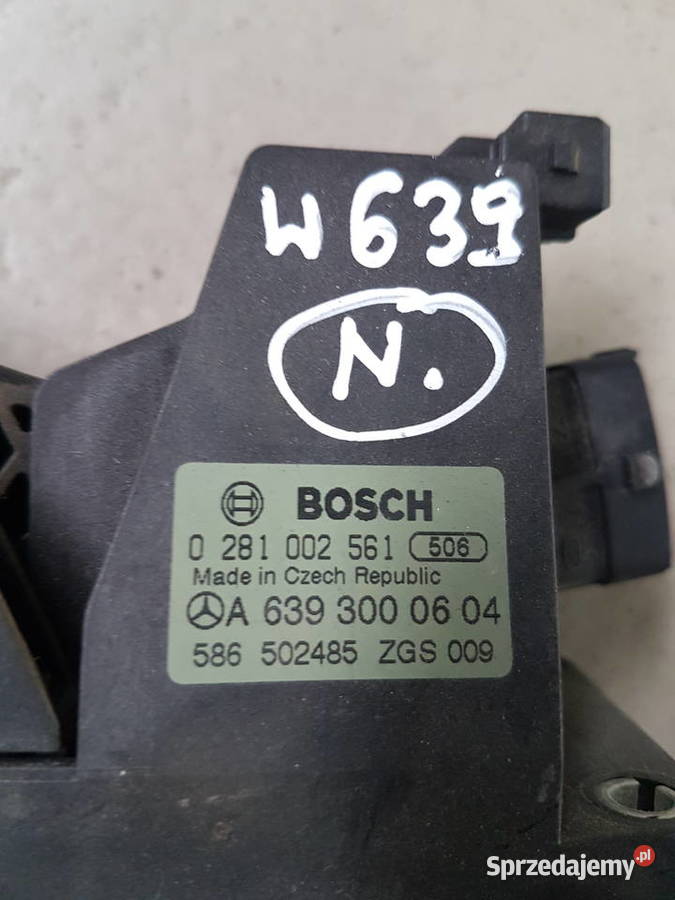 W639
N.
BOSCH
0 281 002 561 506
Made in Czech Republic
A 639 300 06 04
586 502485 ZGS 009
Sprzedajemy.pl